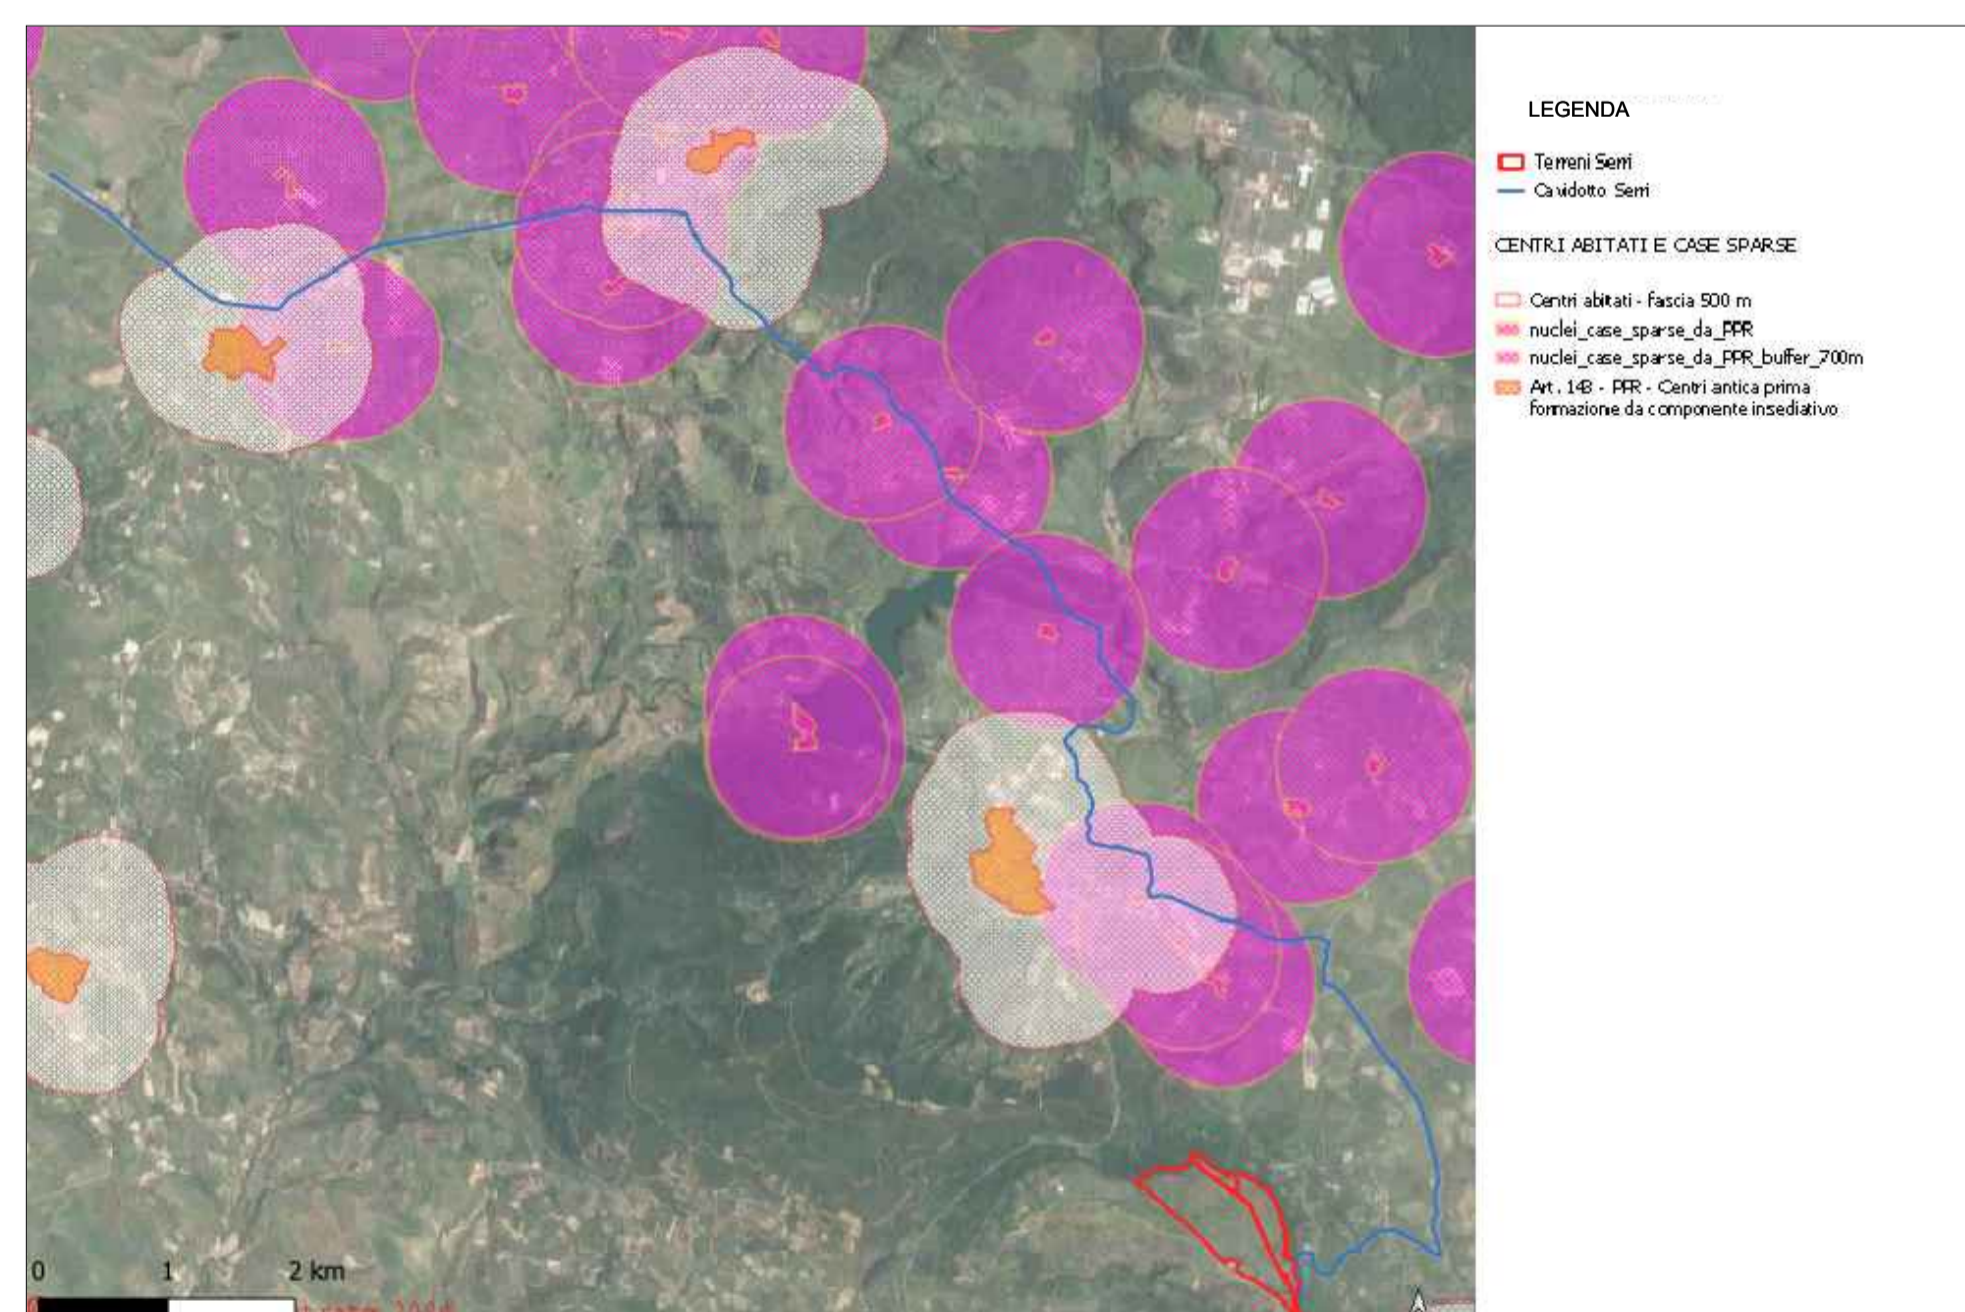 LEGENDA
Terreni Serri
Cavidotto Serri
CENTRI ABITATI E CASE SPARSE
Centri abitati - fascia 500 m
nuclei_case_sparse_da_PPR
nuclei_case_sparse_da_PPR_buffer_700m
Art. 143 - PPR - Centri antica prima
formazione da componente insediativo
0 1 2 km